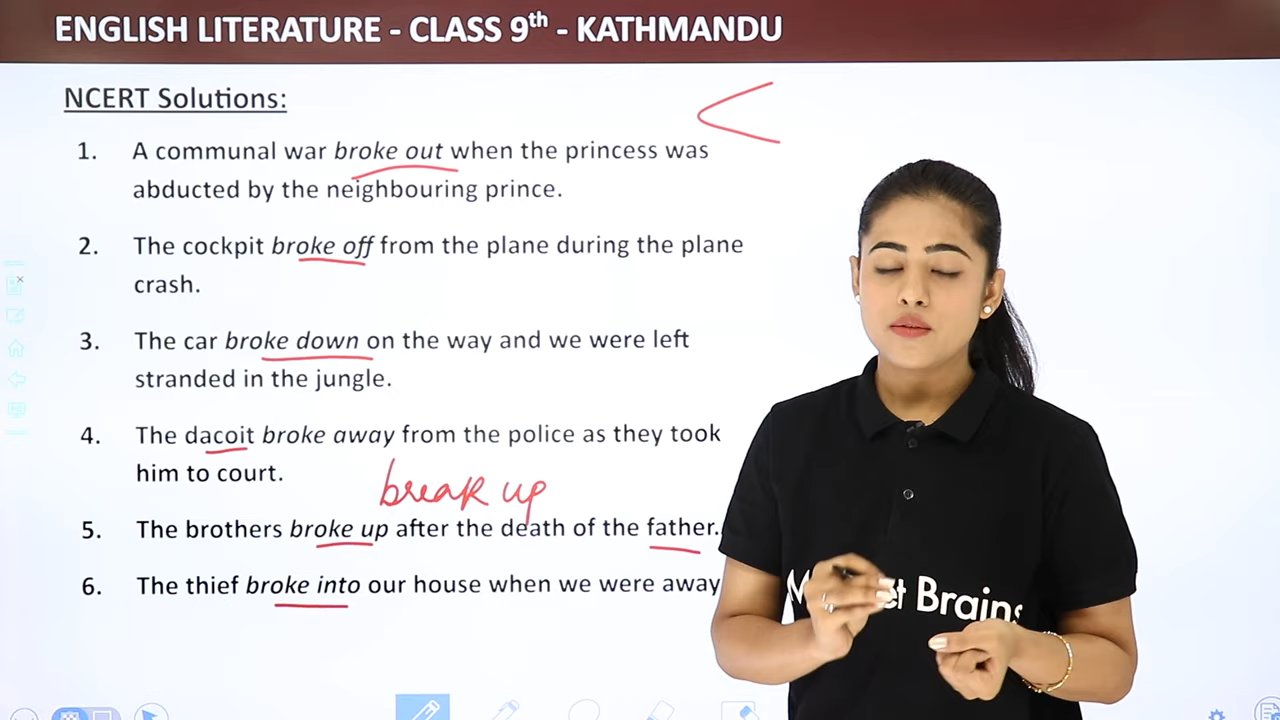 ENGLISH LITERATURE - CLASS 9th - KATHMANDU
NCERT Solutions:
1. A communal war broke out when the princess was
abducted by the neighbouring prince.
2. The cockpit broke off from the plane during the plane
crash.
3. The car broke down on the way and we were left
stranded in the jungle.
4. The dacoit broke away from the police as they took
him to court.
break up
5. The brothers broke up after the death of the father.
6. The thief broke into our house when we were away
Brains